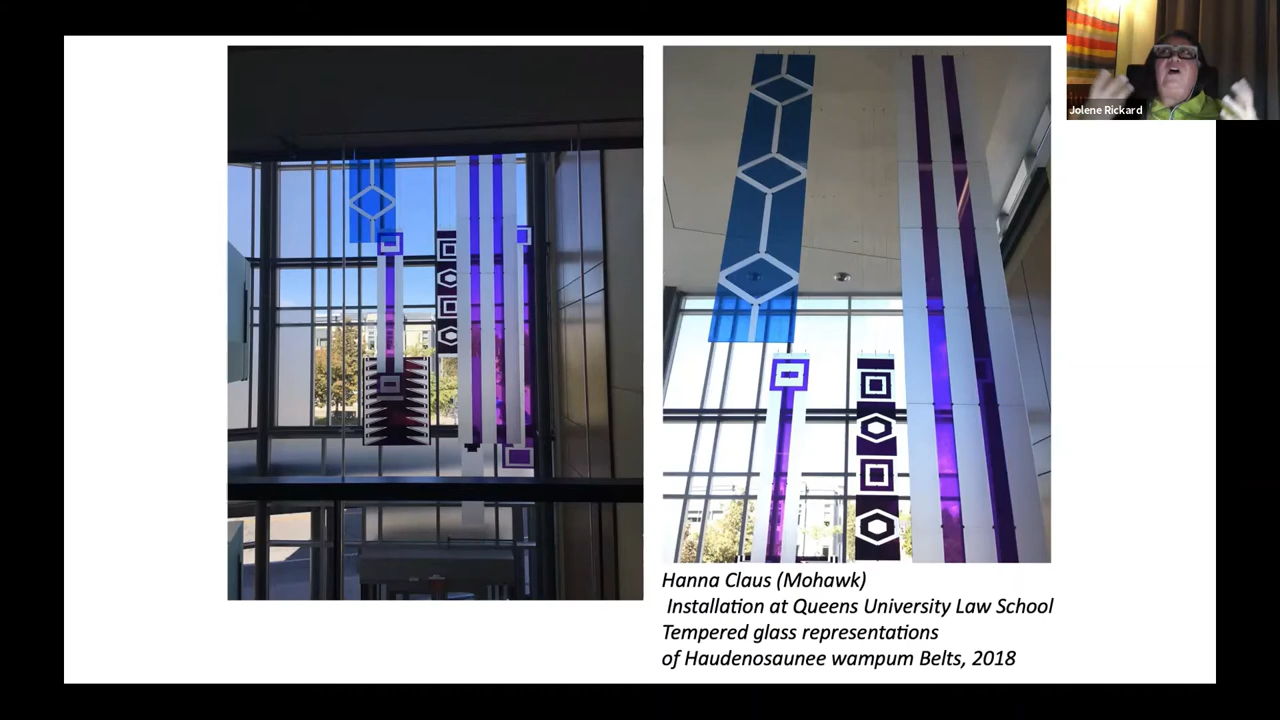 Jolene Rickard
Hanna Claus (Mohawk)
Installation at Queens University Law School
Tempered glass representations
of Haudenosaunee wampum Belts, 2018